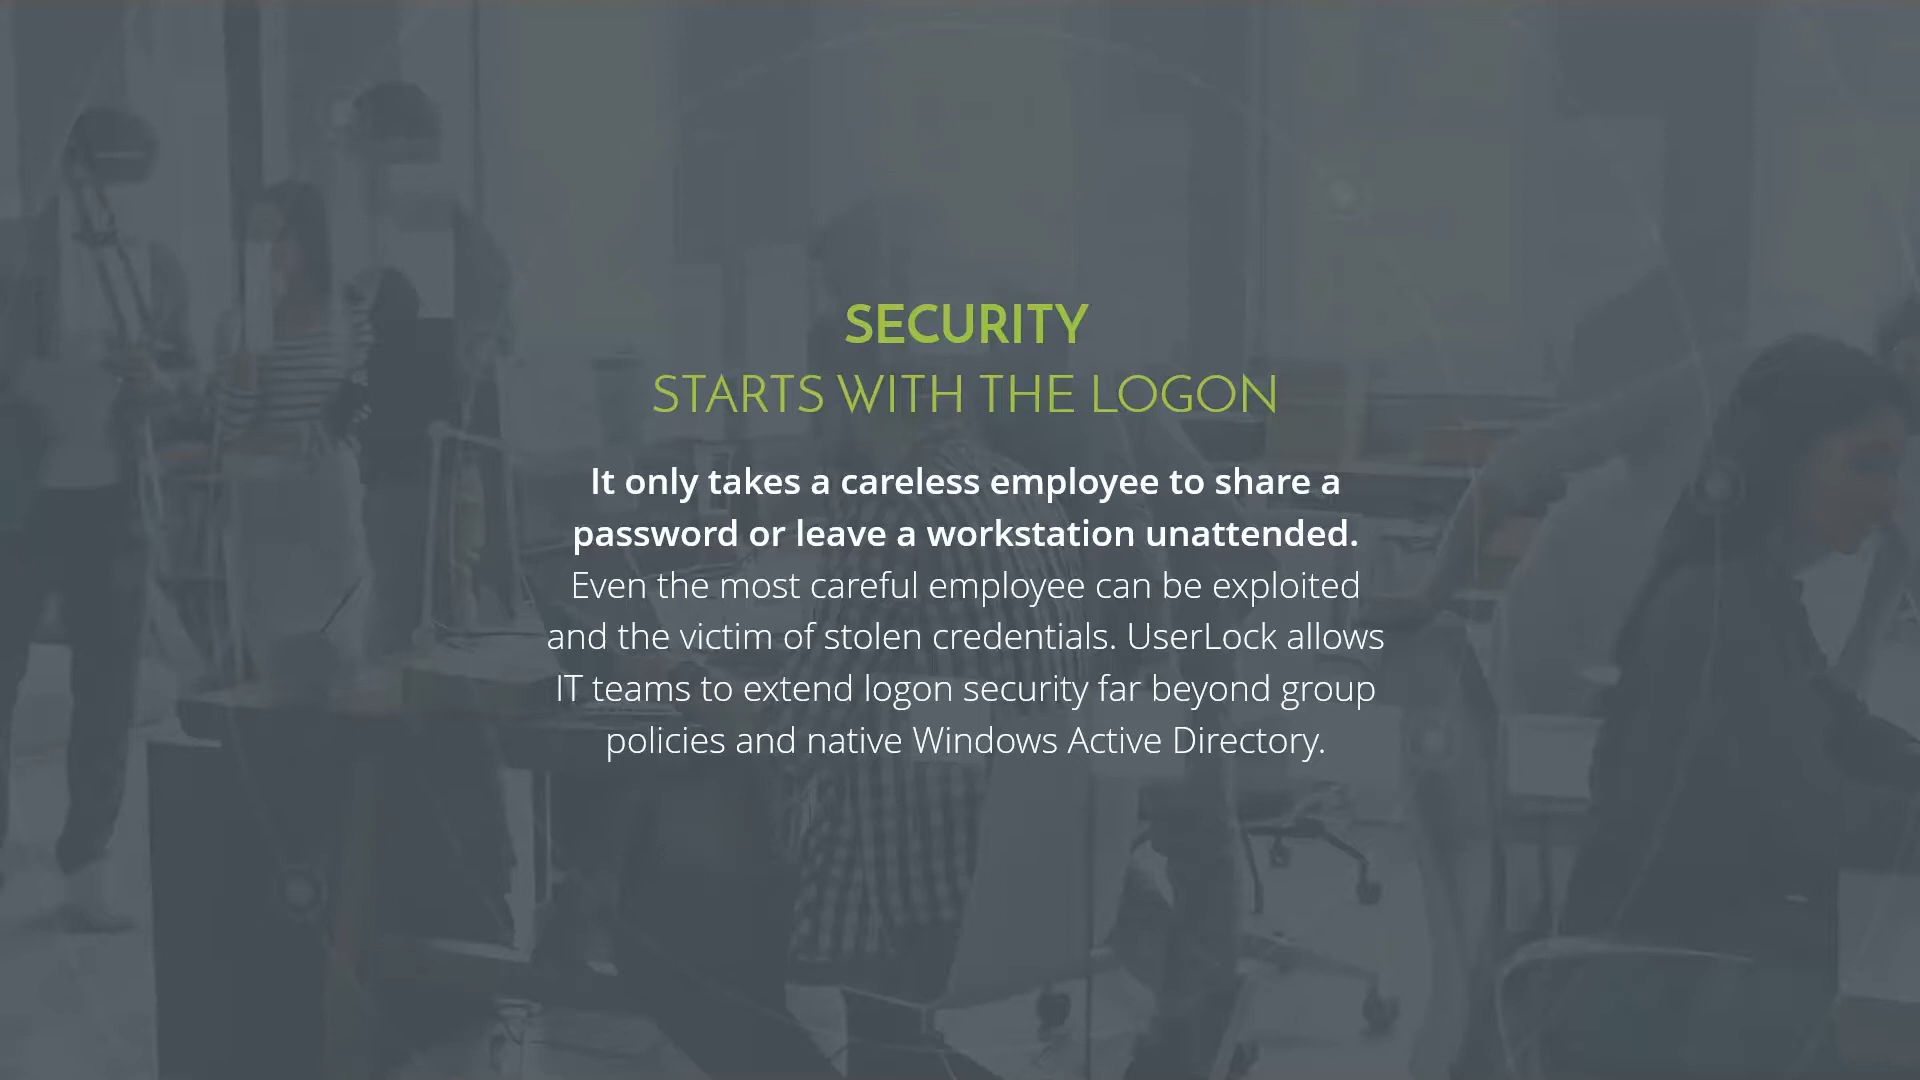 SECURITY
STARTS WITH THE LOGON
It only takes a careless employee to share a
password or leave a workstation unattended.
Even the most careful employee can be exploited
and the victim of stolen credentials. UserLock allows
IT teams to extend logon security far beyond group
policies and native Windows Active Directory.